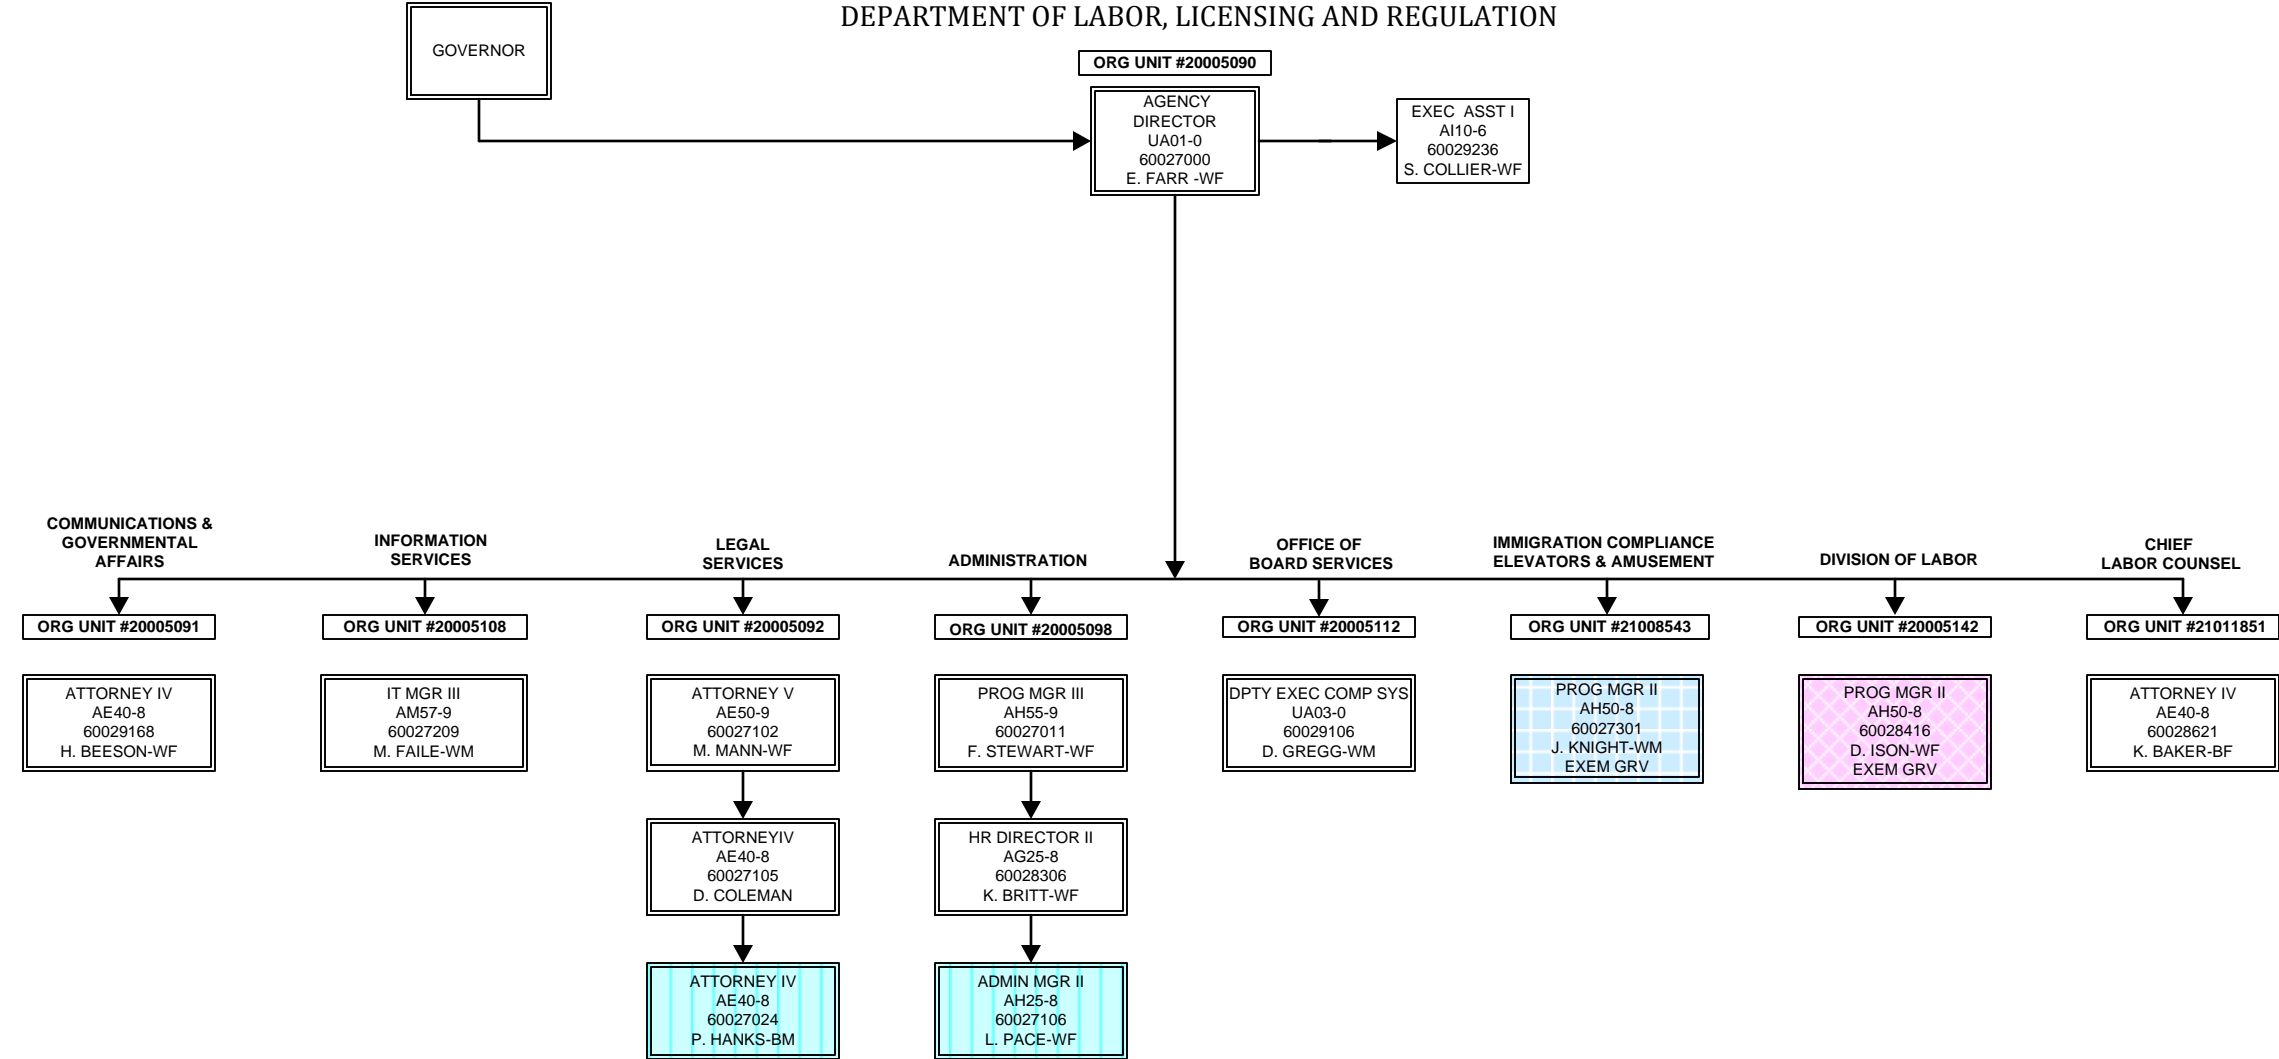 DEPARTMENT OF LABOR, LICENSING AND REGULATION
GOVERNOR
ORG UNIT #20005090
AGENCY
DIRECTOR
UA01-0
60027000
E. FARR -WF
EXEC  ASST I
AI10-6
60029236
S. COLLIER-WF
COMMUNICATIONS &
GOVERNMENTAL
AFFAIRS
ORG UNIT #20005091
ATTORNEY IV
AE40-8
60029168
H. BEESON-WF
INFORMATION
SERVICES
ORG UNIT #20005108
IT MGR III
AM57-9
60027209
M. FAILE-WM
LEGAL
SERVICES
ORG UNIT #20005092
ATTORNEY V
AE50-9
60027102
M. MANN-WF
ATTORNEYIV
AE40-8
60027105
D. COLEMAN
ATTORNEY IV
AE40-8
60027024
P. HANKS-BM
ADMINISTRATION
ORG UNIT #20005098
PROG MGR III
AH55-9
60027011
F. STEWART-WF
HR DIRECTOR II
AG25-8
60028306
K. BRITT-WF
ADMIN MGR II
AH25-8
60027106
L. PACE-WF
OFFICE OF
BOARD SERVICES
ORG UNIT #20005112
DPTY EXEC COMP SYS
UA03-0
60029106
D. GREGG-WM
IMMIGRATION COMPLIANCE
ELEVATORS & AMUSEMENT
ORG UNIT #21008543
PROG MGR II
AH50-8
60027301
J. KNIGHT-WM
EXEM GRV
DIVISION OF LABOR
ORG UNIT #20005142
PROG MGR II
AH50-8
60028416
D. ISON-WF
EXEM GRV
CHIEF
LABOR COUNSEL
ORG UNIT #21011851
ATTORNEY IV
AE40-8
60028621
K. BAKER-BF